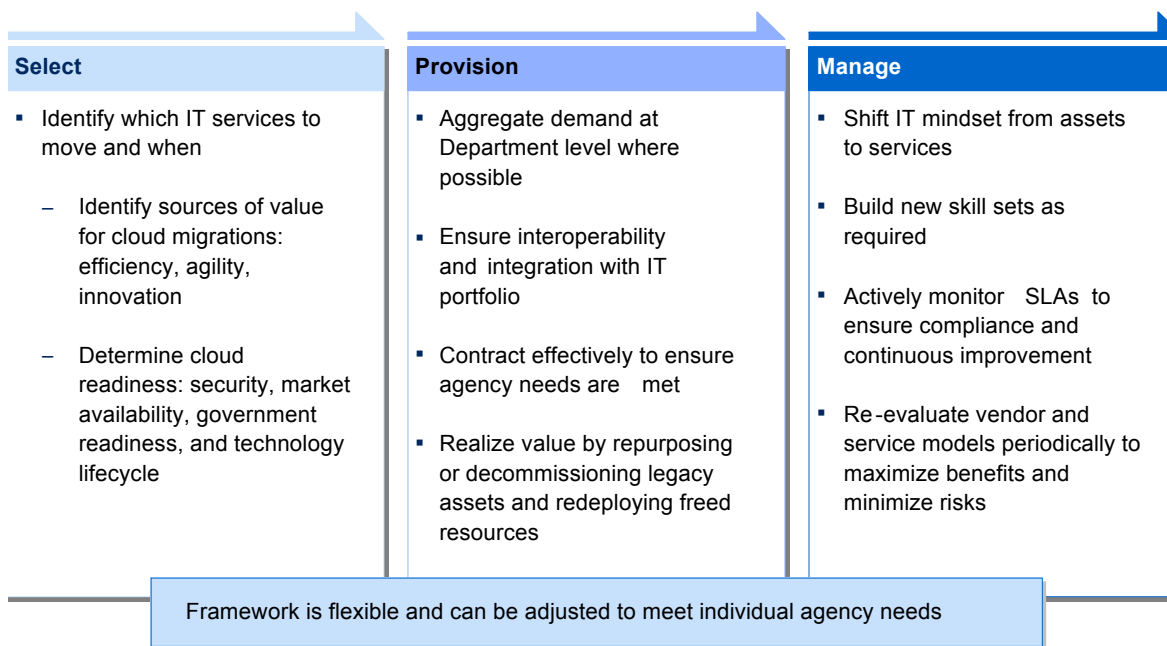 Select
Identify which IT services to
move and when
– Identify sources of value
for cloud migrations:
efficiency, agility,
innovation
– Determine cloud
readiness: security, market
availability, government
readiness, and technology
lifecycle
Provision
Aggregate demand at
Department level where
possible
Ensure interoperability
and integration with IT
portfolio
Contract effectively to ensure
agency needs are met
Realize value by repurposing
or decommissioning legacy
assets and redeploying freed
resources
Manage
Shift IT mindset from assets
to services
Build new skill sets as
required
Actively monitor SLAs to
ensure compliance and
continuous improvement
Re-evaluate vendor and
service models periodically to
maximize benefits and
minimize risks
Framework is flexible and can be adjusted to meet individual agency needs